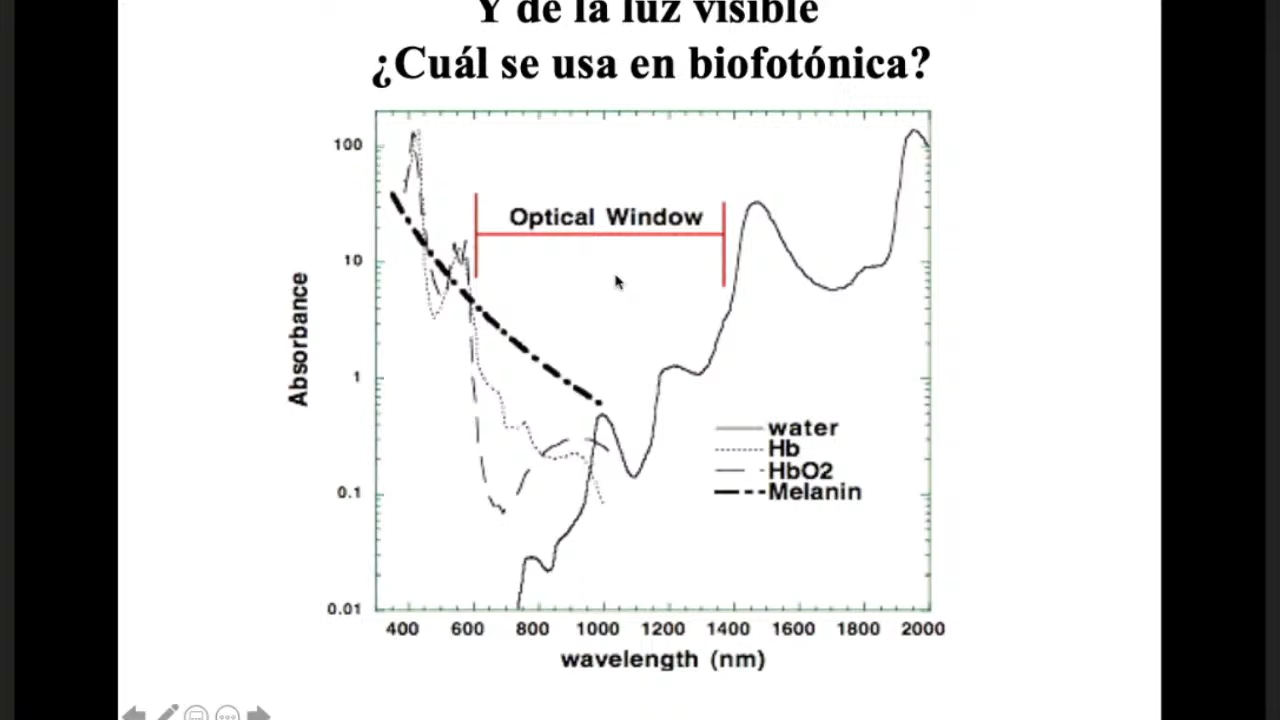 Y de la luz visible
¿Cuál se usa en biofotónica?
100
10
1
0.1
0.01
Absorbance
Optical Window
water
Hb
HbO2
Melanin
400 600 800 1000 1200 1400 1600 1800 2000
wavelength (nm)